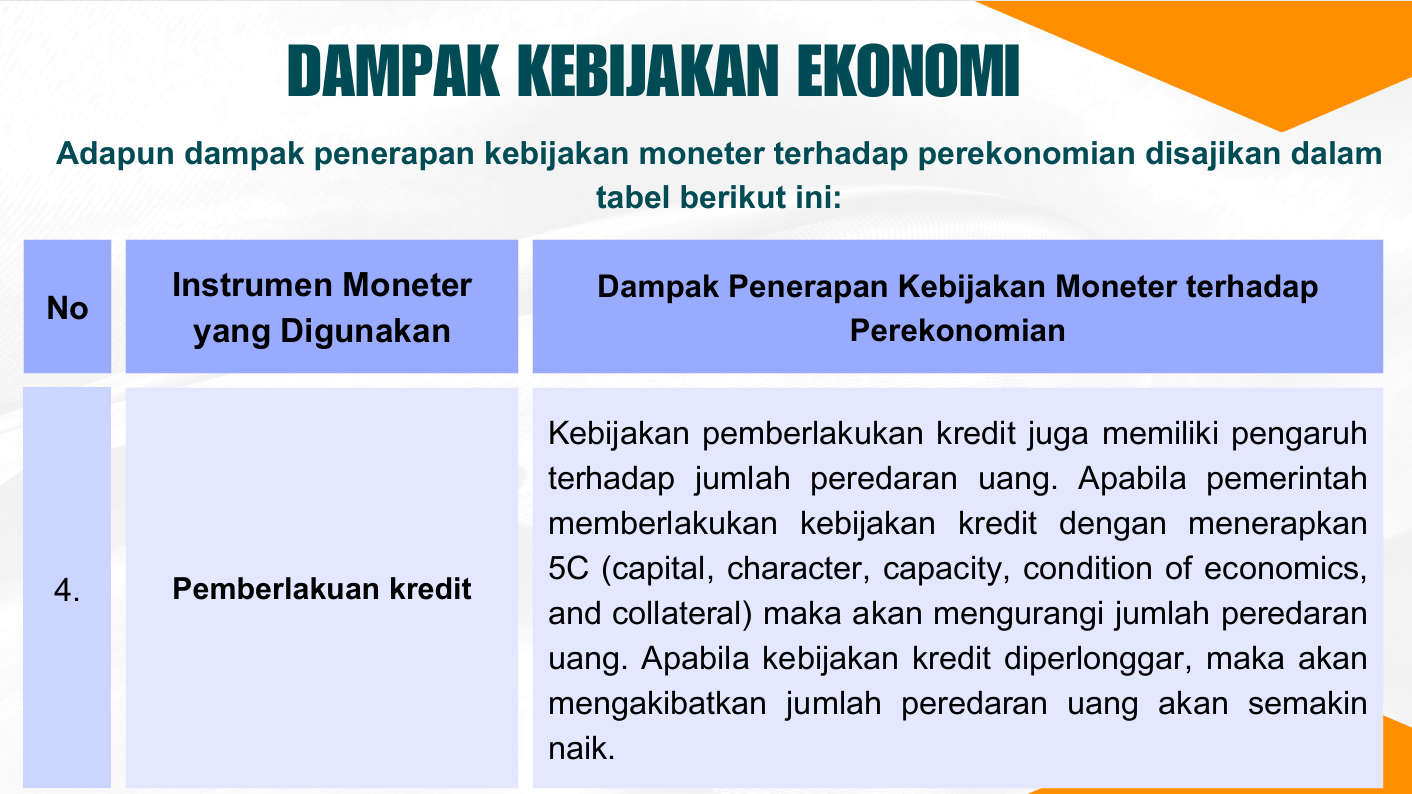 DAMPAK KEBIJAKAN EKONOMI
Adapun dampak penerapan kebijakan moneter terhadap perekonomian disajikan dalam
tabel berikut ini:
No
Instrumen Moneter
yang Digunakan
Dampak Penerapan Kebijakan Moneter terhadap
Perekonomian
4.
Pemberlakuan kredit
Kebijakan pemberlakukan kredit juga memiliki pengaruh
terhadap jumlah peredaran uang. Apabila pemerintah
memberlakukan kebijakan kredit dengan menerapkan
5C (capital, character, capacity, condition of economics,
and collateral) maka akan mengurangi jumlah peredaran
uang. Apabila kebijakan kredit diperlonggar, maka akan
mengakibatkan jumlah peredaran uang akan semakin
naik.